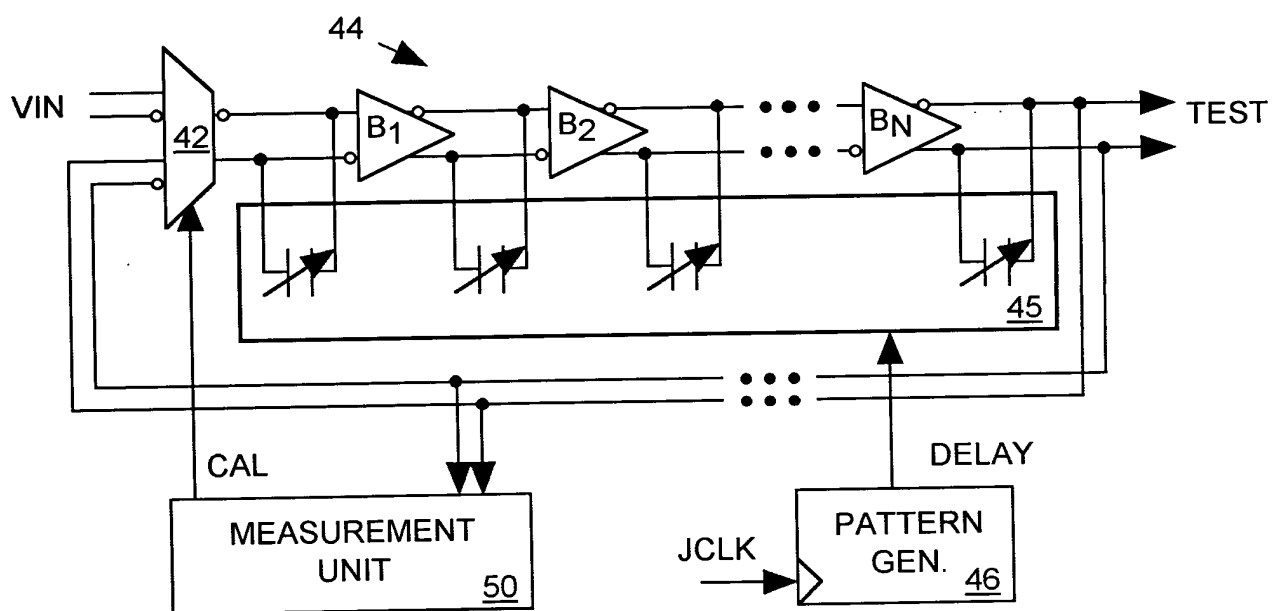 44
VIN
42
B1
B2
BN
TEST
45
CAL
DELAY
MEASUREMENT
UNIT
50
JCLK
PATTERN
GEN.
46